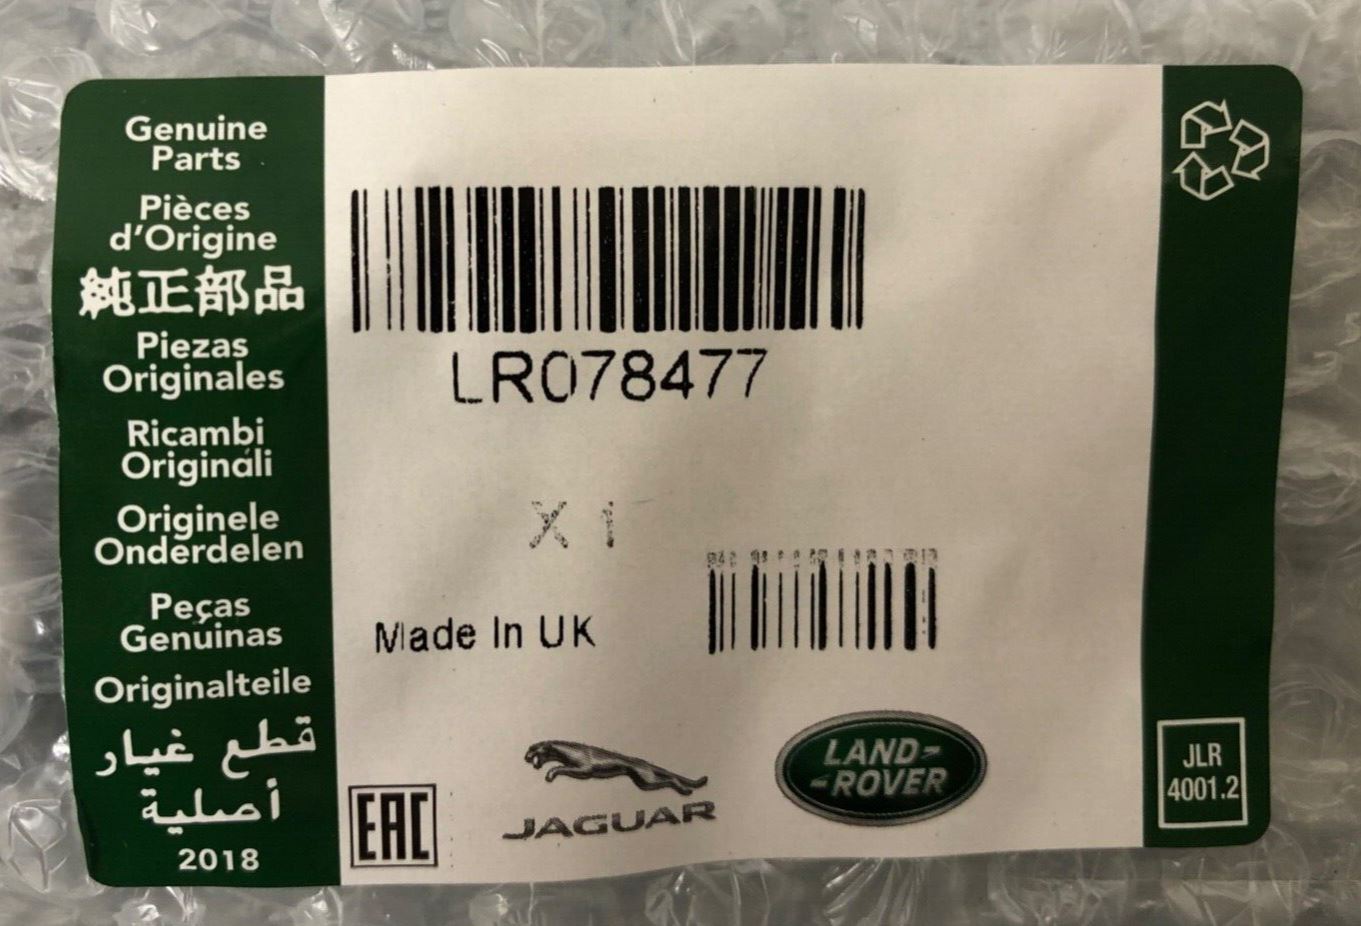 Genuine
Parts
Pièces
d'Origine
純正部品
Piezas
Originales
Ricambi
Originali
Originele
Onderdelen
Peças
Genuinas
Originalteile
قطع غيار
أصلية
2018
LR078477
X 1
Made In UK
EAC
JAGUAR
LAND-
-ROVER
JLR
4001.2